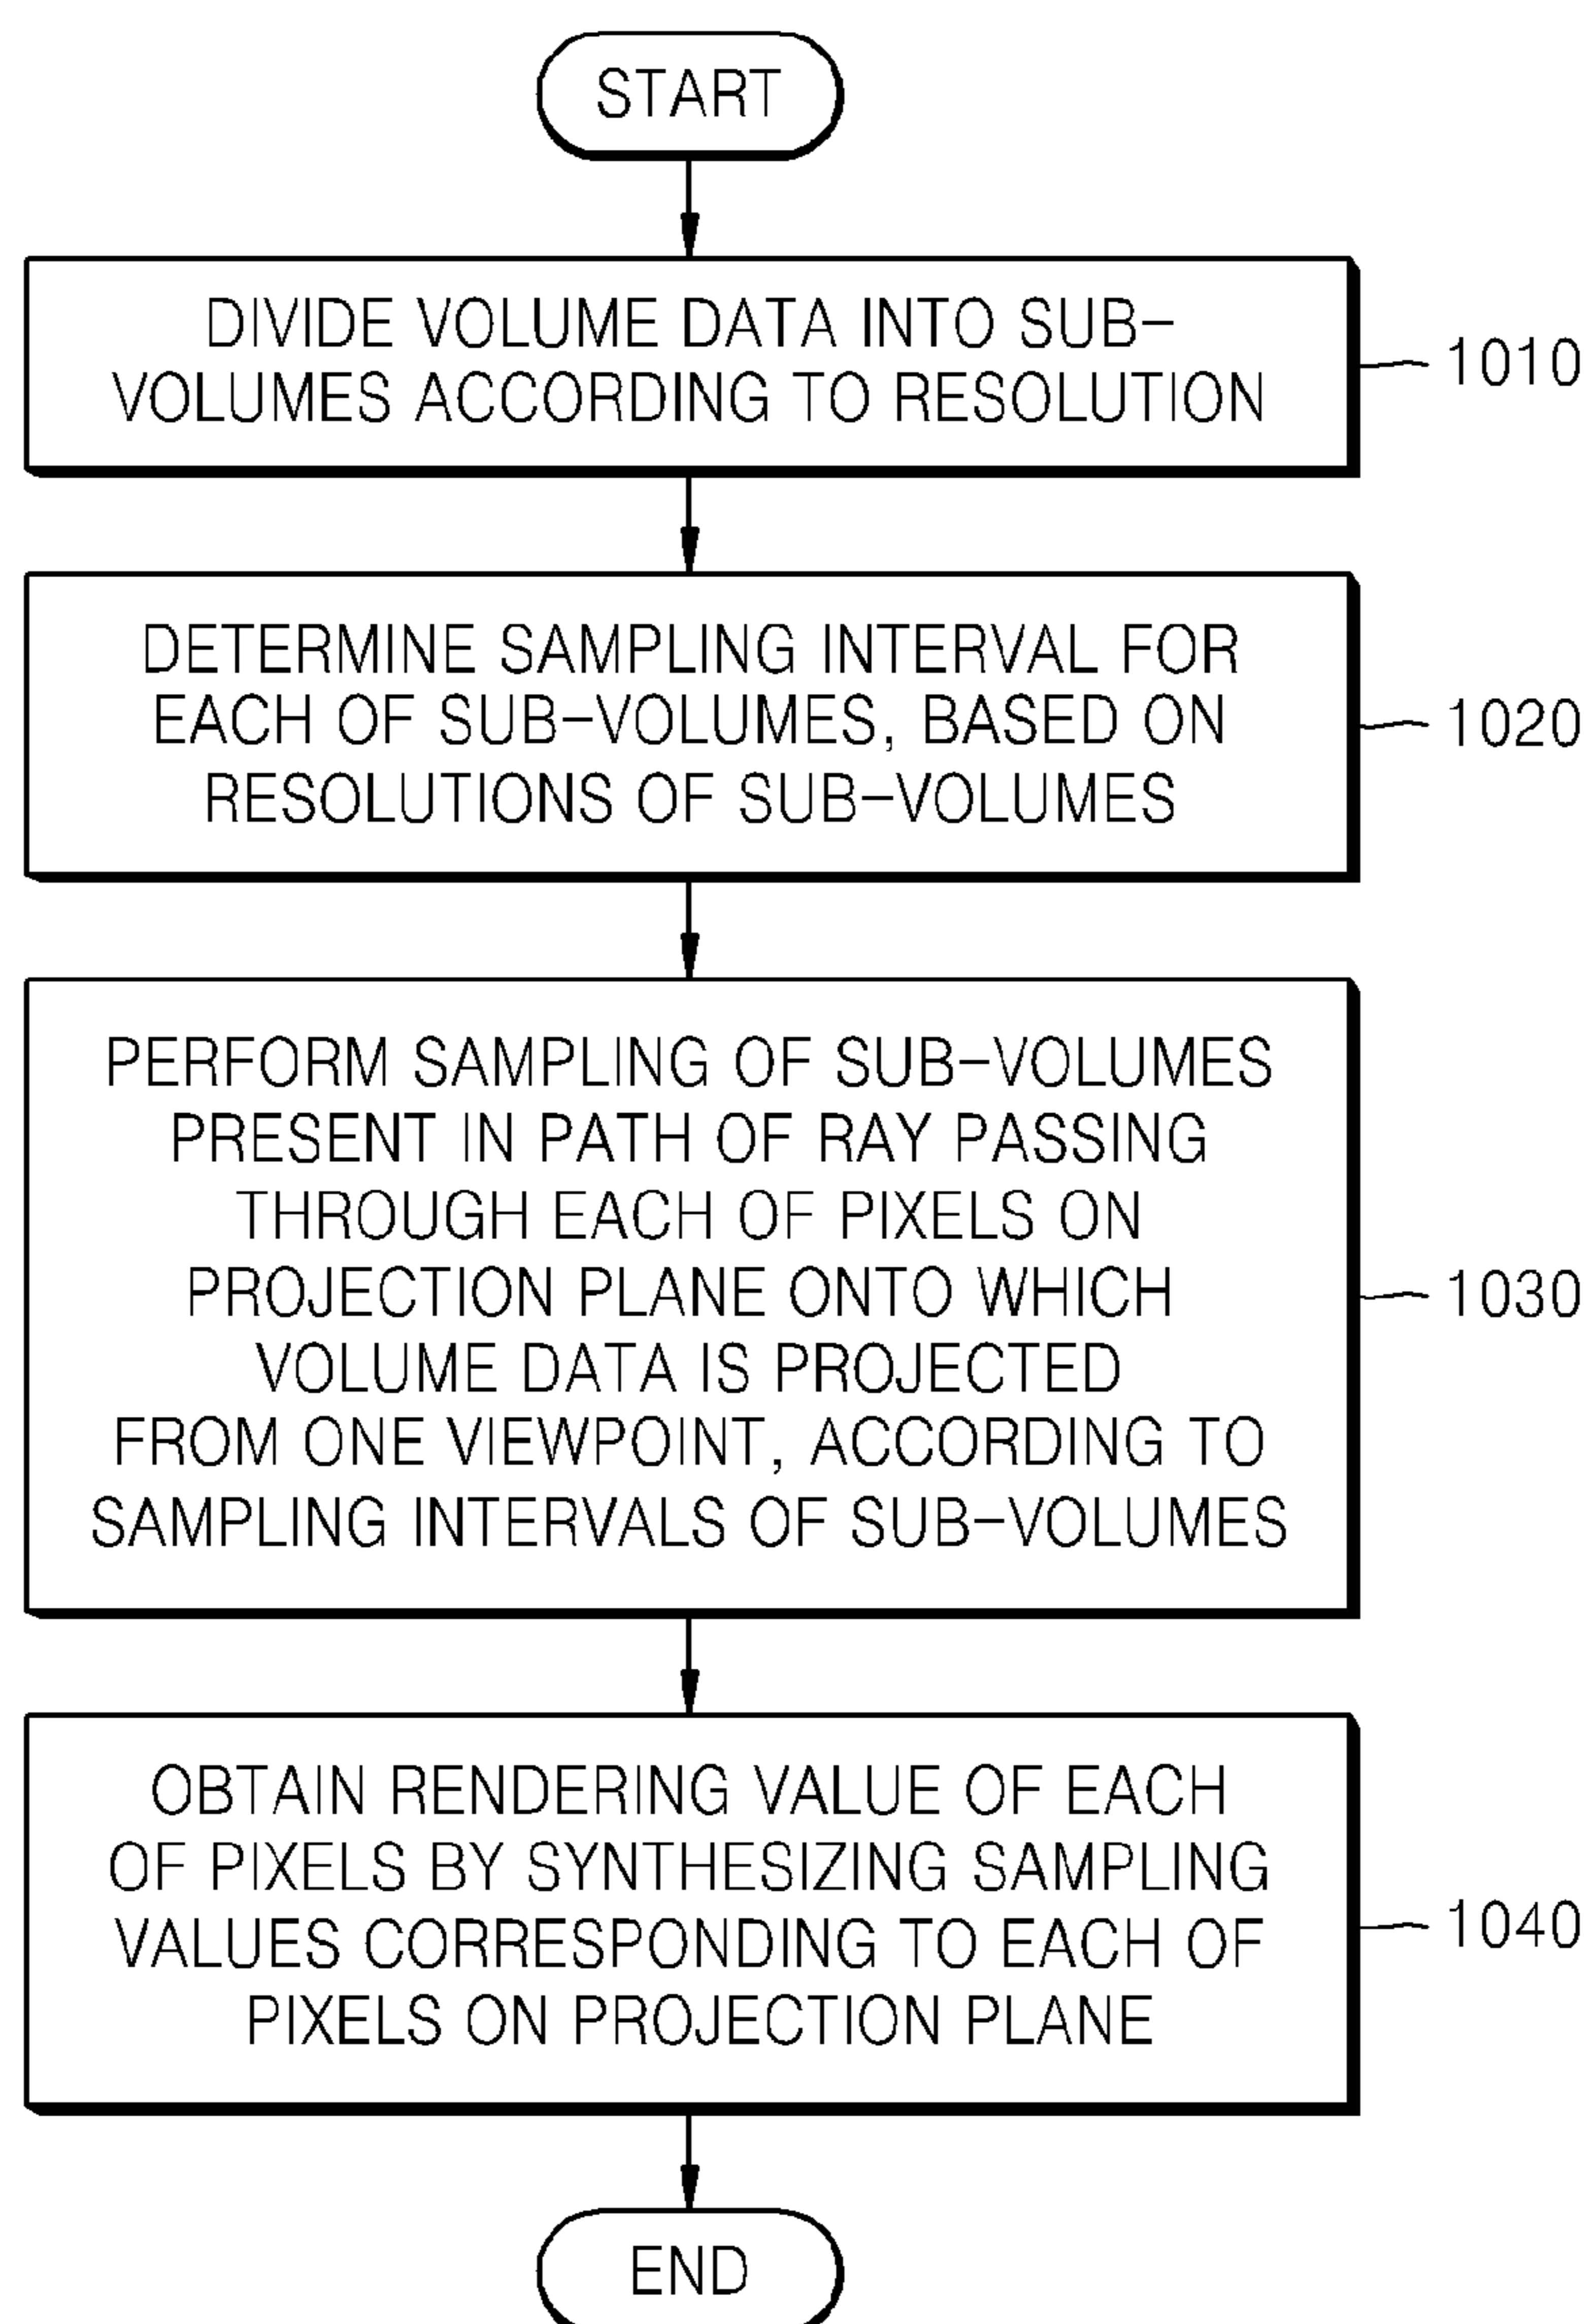 START
DIVIDE VOLUME DATA INTO SUB-
VOLUMES ACCORDING TO RESOLUTION
1010
DETERMINE SAMPLING INTERVAL FOR
EACH OF SUB-VOLUMES, BASED ON
RESOLUTIONS OF SUB-VOLUMES
1020
PERFORM SAMPLING OF SUB-VOLUMES
PRESENT IN PATH OF RAY PASSING
THROUGH EACH OF PIXELS ON
PROJECTION PLANE ONTO WHICH
VOLUME DATA IS PROJECTED
FROM ONE VIEWPOINT, ACCORDING TO
SAMPLING INTERVALS OF SUB-VOLUMES
1030
OBTAIN RENDERING VALUE OF EACH
OF PIXELS BY SYNTHESIZING SAMPLING
VALUES CORRESPONDING TO EACH OF
PIXELS ON PROJECTION PLANE
1040
END